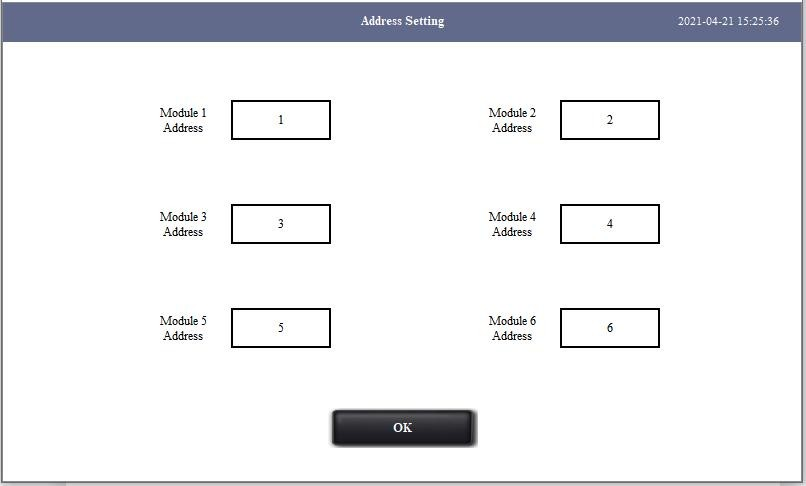 Address Setting
2021-04-21 15:25:36
Module 1
Address
1
Module 2
Address
2
Module 3
Address
3
Module 4
Address
4
Module 5
Address
5
Module 6
Address
6
OK